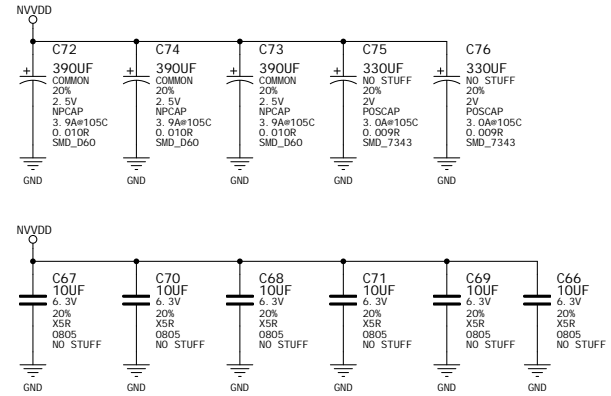 NVVDD
C72
390UF
COMMON
20%
2.5V
NPCAP
3.9A@105C
0.010R
SMD_D60
GND
C74
390UF
COMMON
20%
2.5V
NPCAP
3.9A@105C
0.010R
SMD_D60
GND
C73
390UF
COMMON
20%
2.5V
NPCAP
3.9A@105C
0.010R
SMD_D60
GND
C75
330UF
NO STUFF
20%
2V
POSCAP
3.0A@105C
0.009R
SMD_7343
GND
C76
330UF
NO STUFF
20%
2V
POSCAP
3.0A@105C
0.009R
SMD_7343
GND
NVVDD
C67
10UF
6.3V
20%
X5R
0805
NO STUFF
GND
C70
10UF
6.3V
20%
X5R
0805
NO STUFF
GND
C68
10UF
6.3V
20%
X5R
0805
NO STUFF
GND
C71
10UF
6.3V
20%
X5R
0805
NO STUFF
GND
C69
10UF
6.3V
20%
X5R
0805
NO STUFF
GND
C66
10UF
6.3V
20%
X5R
0805
NO STUFF
GND